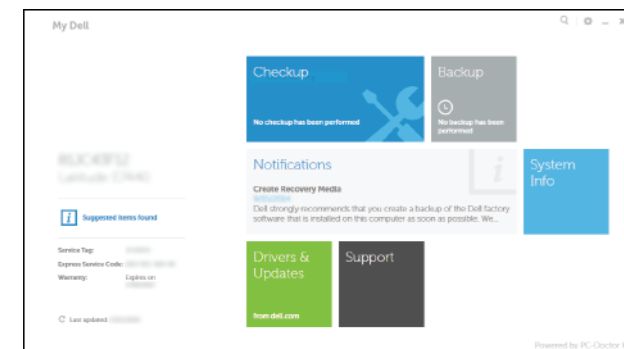 My Dell
Checkup
No checkup has been performed
Backup
No backup has been
performed
Notifications
Create Recovery Media
Dell strongly recommends that you create a backup of the Dell factory
software that is installed on this computer as soon as possible. We...
System
Info
Suggested items found
Service Tag:
Express Service Code:
Warranty: Expires on
Last updated:
Drivers &
Updates
from dell.com
Support
Powered by PC-Doctor